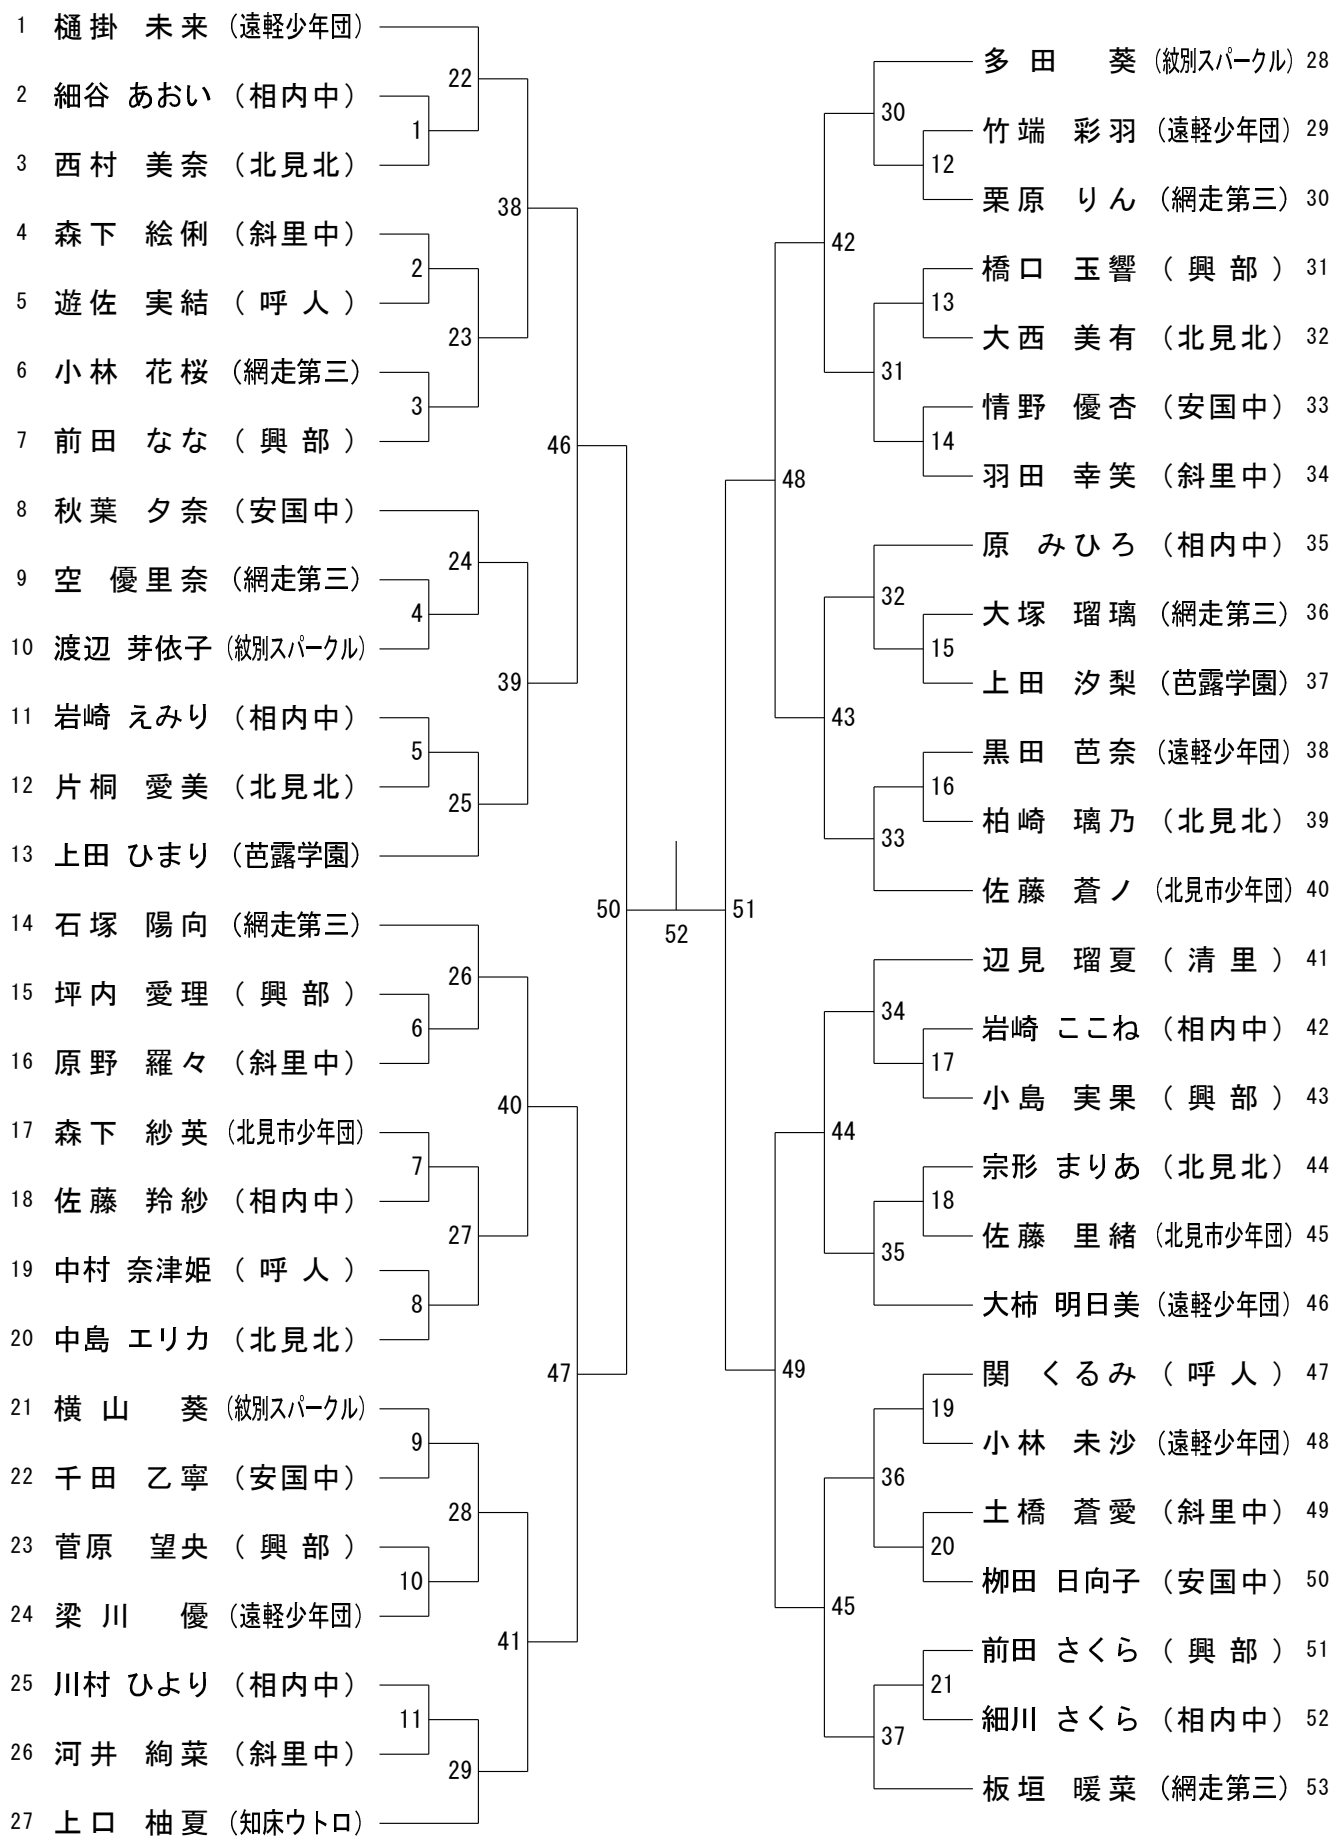 1 樋掛 未来 (遠軽少年団)
2 細谷 あおい (相内中)
3 西村 美奈 (北見北)
4 森下 絵俐 (斜里中)
5 遊佐 実結 (呼人)
6 小林 花桜 (網走第三)
7 前田 なな (興部)
8 秋葉 夕奈 (安国中)
9 空 優里奈 (網走第三)
10 渡辺 芽依子 (紋別スパークル)
11 岩崎 えみり (相内中)
12 片桐 愛美 (北見北)
13 上田 ひまり (芭露学園)
14 石塚 陽向 (網走第三)
15 坪内 愛理 (興部)
16 原野 羅々 (斜里中)
17 森下 紗英 (北見市少年団)
18 佐藤 羚紗 (相内中)
19 中村 奈津姫 (呼人)
20 中島 エリカ (北見北)
21 横山 葵 (紋別スパークル)
22 千田 乙寧 (安国中)
23 菅原 望央 (興部)
24 梁川 優 (遠軽少年団)
25 川村 ひより (相内中)
26 河井 絢菜 (斜里中)
27 上口 柚夏 (知床ウトロ)
22
1
38
2
23
3
46
24
4
39
5
25
50
26
6
40
7
27
8
47
9
28
10
41
11
29
52
51
30
12
42
13
31
14
48
32
15
43
16
33
34
17
44
18
35
49
19
36
20
45
21
37
多田 葵 (紋別スパークル) 28
竹端 彩羽 (遠軽少年団) 29
栗原 りん (網走第三) 30
橋口 玉響 (興部) 31
大西 美有 (北見北) 32
情野 優杏 (安国中) 33
羽田 幸笑 (斜里中) 34
原 みひろ (相内中) 35
大塚 瑠璃 (網走第三) 36
上田 汐梨 (芭露学園) 37
黒田 芭奈 (遠軽少年団) 38
柏崎 璃乃 (北見北) 39
佐藤 蒼ノ (北見市少年団) 40
辺見 瑠夏 (清里) 41
岩崎 ここね (相内中) 42
小島 実果 (興部) 43
宗形 まりあ (北見北) 44
佐藤 里緒 (北見市少年団) 45
大柿 明日美 (遠軽少年団) 46
関 くるみ (呼人) 47
小林 未沙 (遠軽少年団) 48
土橋 蒼愛 (斜里中) 49
栁田 日向子 (安国中) 50
前田 さくら (興部) 51
細川 さくら (相内中) 52
板垣 暖菜 (網走第三) 53